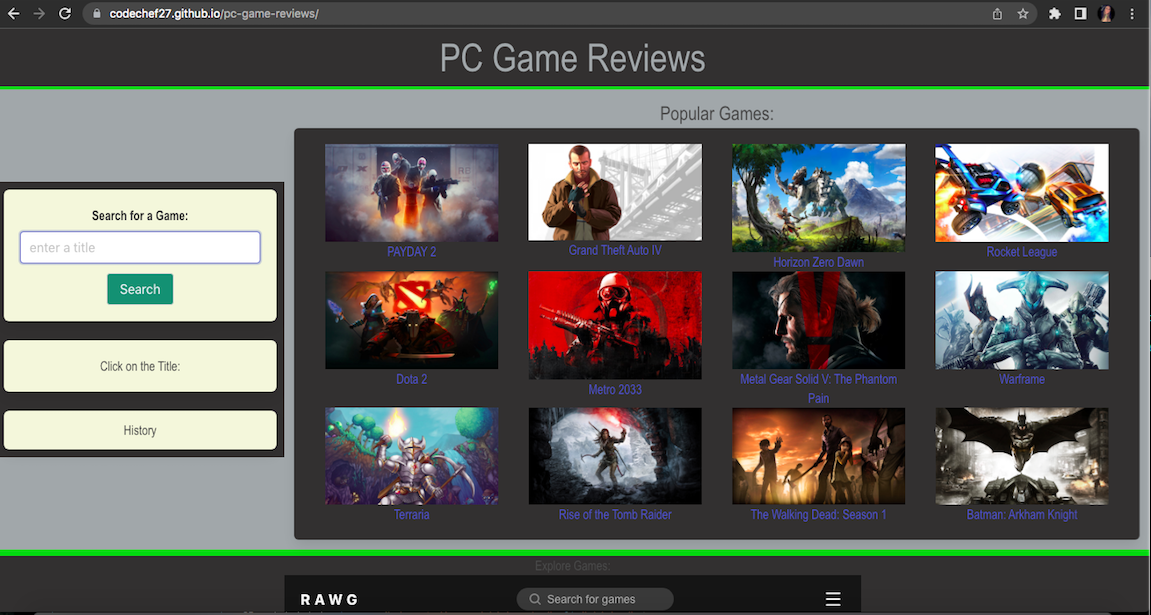 codechef27.github.io/pc-game-reviews/
PC Game Reviews
Popular Games:
Search for a Game:
enter a title
Search
Click on the Title:
History
PAYDAY 2
Grand Theft Auto IV
Horizon Zero Dawn
Rocket League
Dota 2
Metro 2033
Metal Gear Solid V: The Phantom
Pain
Warframe
Terraria
Rise of the Tomb Raider
The Walking Dead: Season 1
Batman: Arkham Knight
Explore Games:
RAWG
Search for games